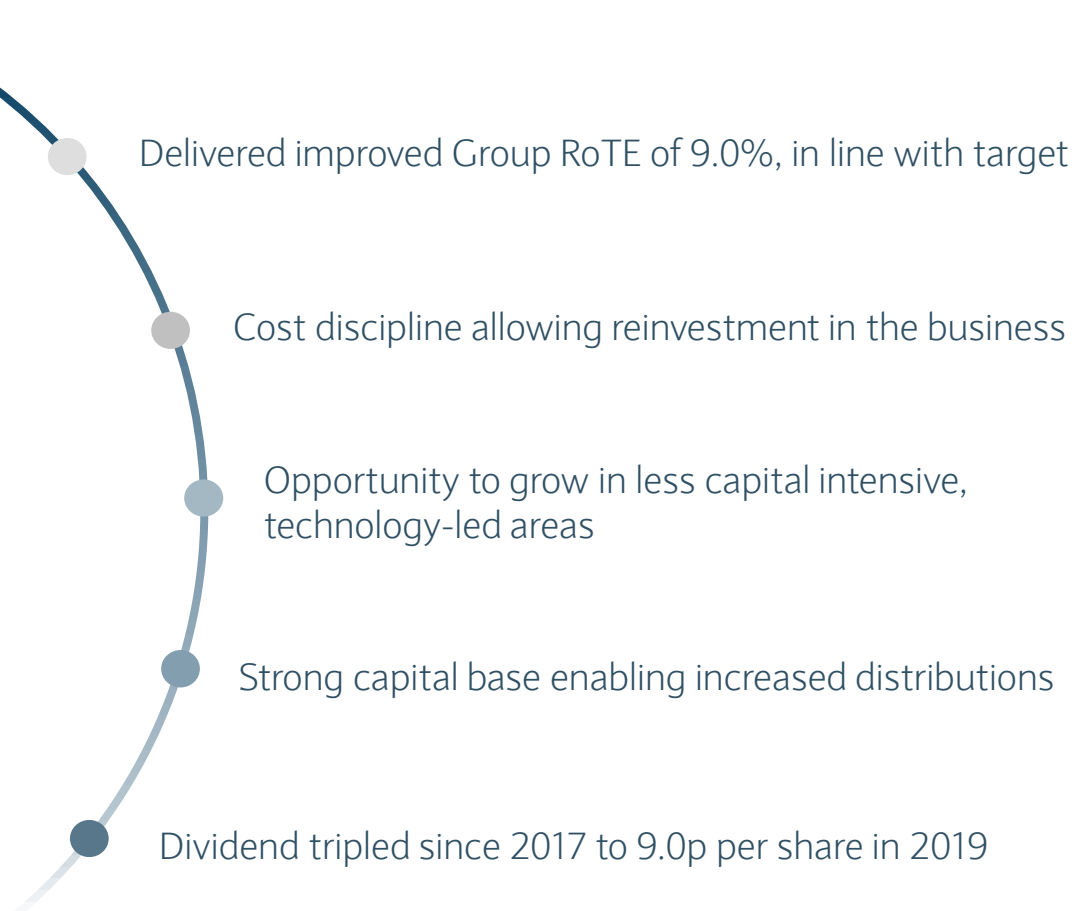 Delivered improved Group RoTE of 9.0%, in line with target
Cost discipline allowing reinvestment in the business
Opportunity to grow in less capital intensive,
technology-led areas
Strong capital base enabling increased distributions
Dividend tripled since 2017 to 9.0p per share in 2019